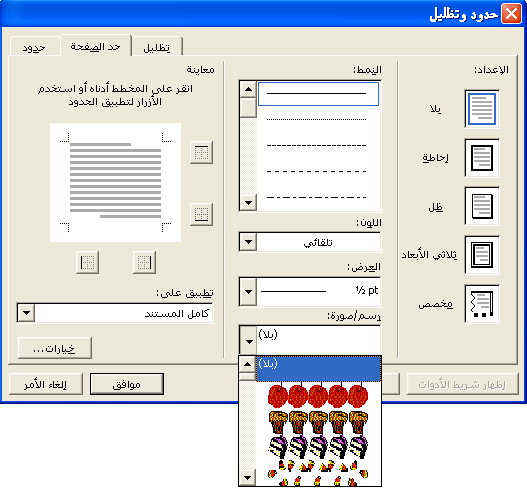 حدود وتظليل
حدود
حد الصفحة
تظليل
الإعداد:
بلا
إحاطة
ظل
ثلاثي الأبعاد
مخصص
النمط:
اللون:
تلقائي
العرض:
½ pt
رسم/صورة:
(بلا)
(بلا)
معاينة
انقر على المخطط أدناه أو استخدم
الأزرار لتطبيق الحدود
تطبيق على:
كامل المستند
خيارات...
إظهار شريط الأدوات
موافق
إلغاء الأمر